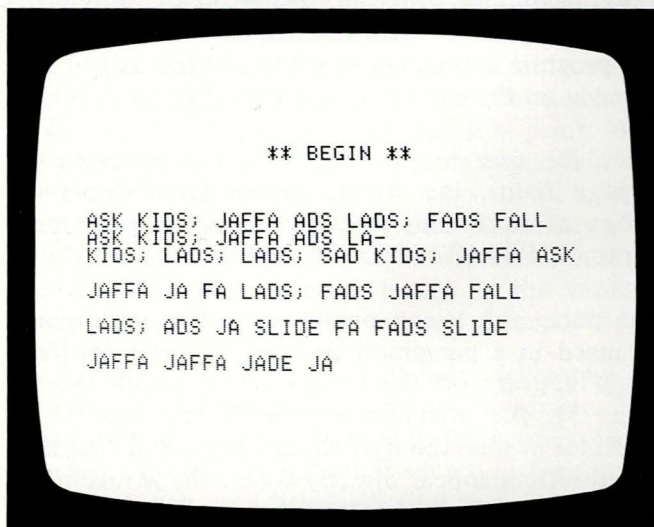 ** BEGIN **
ASK KIDS; JAFFA ADS LADS; FADS FALL
ASK KIDS; JAFFA ADS LA-
KIDS; LADS; LADS; SAD KIDS; JAFFA ASK
JAFFA JA FA LADS; FADS JAFFA FALL
LADS; ADS JA SLIDE FA FADS SLIDE
JAFFA JAFFA JADE JA